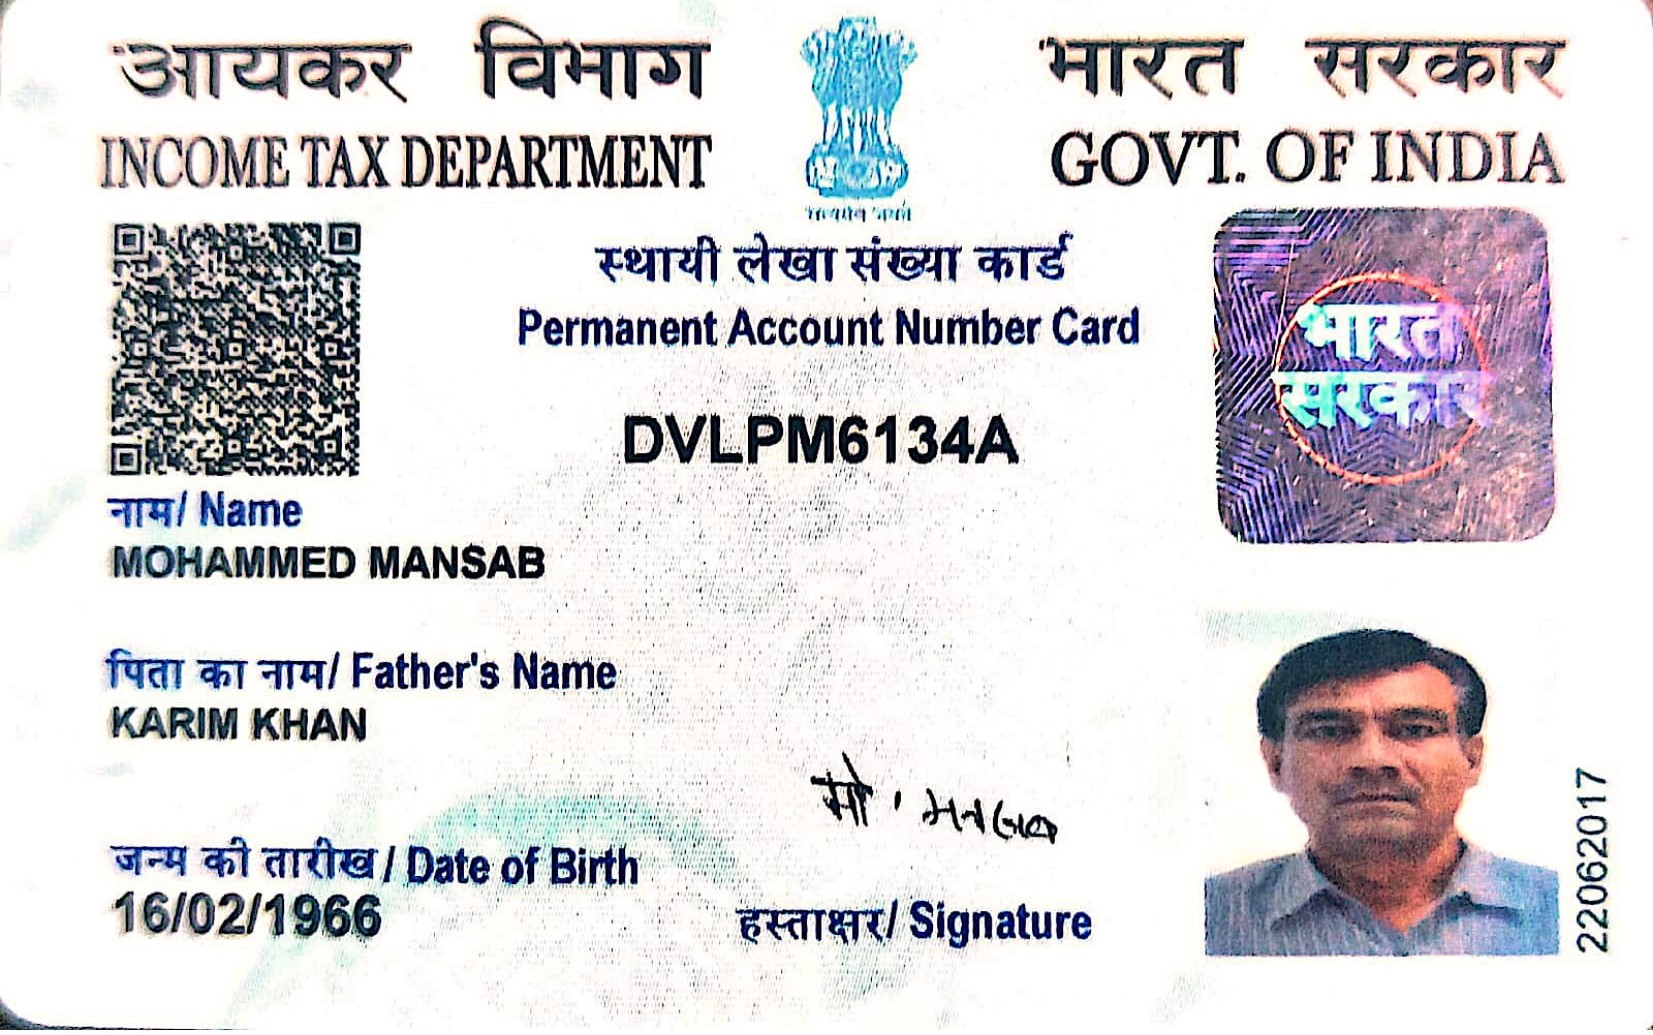 आयकर विभाग
INCOME TAX DEPARTMENT
भारत सरकार
GOVT. OF INDIA
सत्यमेव जयते
स्थायी लेखा संख्या कार्ड
Permanent Account Number Card
DVLPM6134A
भारत
सरकार
नाम/ Name
MOHAMMED MANSAB
पिता का नाम/ Father's Name
KARIM KHAN
जन्म की तारीख / Date of Birth
16/02/1966
मो.
हस्ताक्षर/ Signature
22062017